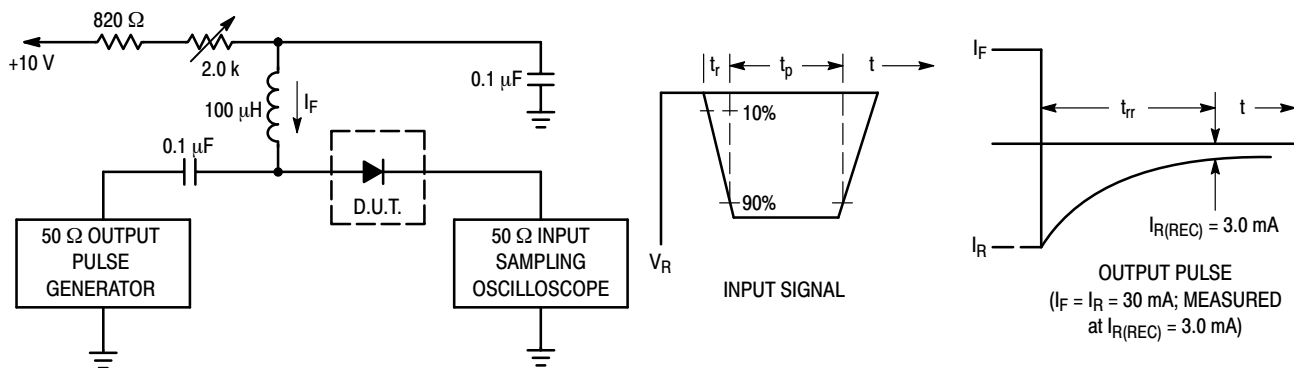 820 Ω
+10 V
2.0 k
0.1 μF
100 μH
I_F
0.1 μF
D.U.T.
50 Ω OUTPUT
PULSE
GENERATOR
50 Ω INPUT
SAMPLING
OSCILLOSCOPE
t_r
t_p
t
10%
90%
V_R
INPUT SIGNAL
I_F
t_rr
t
I_R(REC) = 3.0 mA
I_R
OUTPUT PULSE
(I_F = I_R = 30 mA; MEASURED
at I_R(REC) = 3.0 mA)